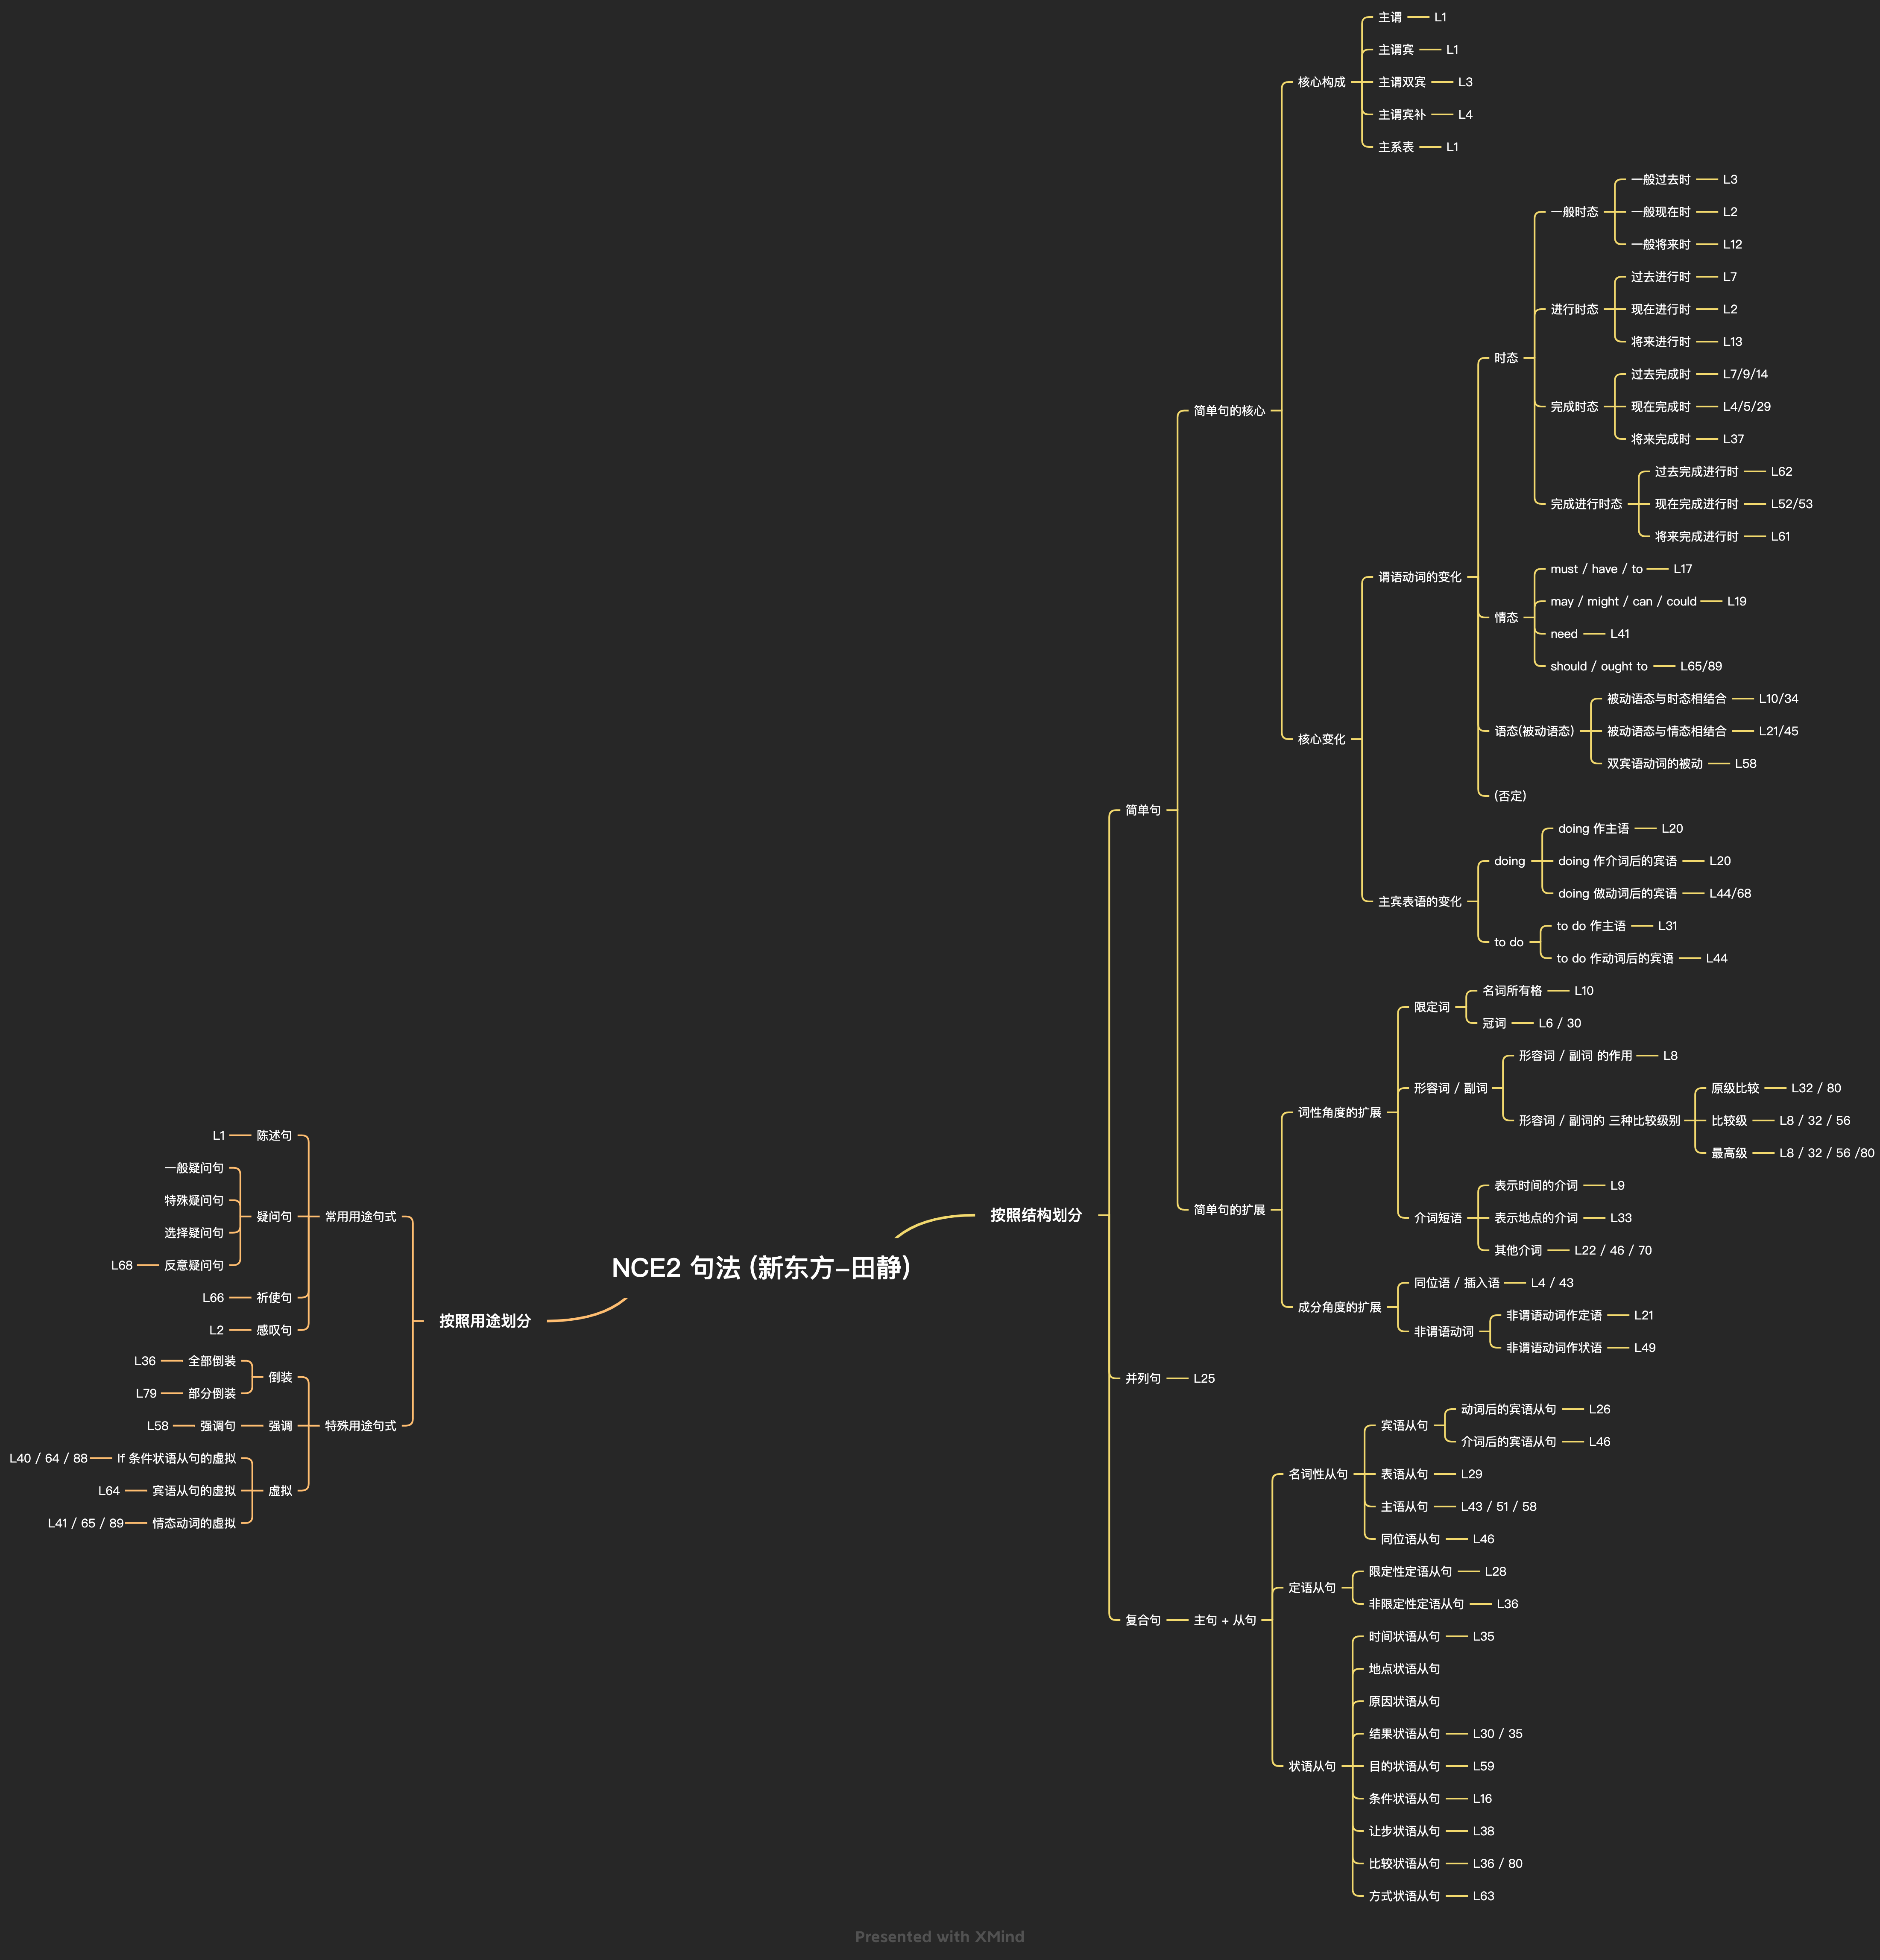 NCE2 句法 (新东方-田静)
按照结构划分
简单句
简单句的核心
核心构成
主谓 L1
主谓宾 L1
主谓双宾 L3
主谓宾补 L4
主系表 L1
核心变化
谓语动词的变化
时态
一般时态
一般过去时 L3
一般现在时 L2
一般将来时 L12
进行时态
过去进行时 L7
现在进行时 L2
将来进行时 L13
完成时态
过去完成时 L7/9/14
现在完成时 L4/5/29
将来完成时 L37
完成进行时态
过去完成进行时 L62
现在完成进行时 L52/53
将来完成进行时 L61
情态
must / have / to L17
may / might / can / could L19
need L41
should / ought to L65/89
语态(被动语态)
被动语态与时态相结合 L10/34
被动语态与情态相结合 L21/45
双宾语动词的被动 L58
(否定)
主宾表语的变化
doing
doing 作主语 L20
doing 作介词后的宾语 L20
doing 做动词后的宾语 L44/68
to do
to do 作主语 L31
to do 作动词后的宾语 L44
简单句的扩展
词性角度的扩展
限定词
名词所有格 L10
冠词 L6 / 30
形容词 / 副词
形容词 / 副词 的作用 L8
形容词 / 副词的 三种比较级别
原级比较 L32 / 80
比较级 L8 / 32 / 56
最高级 L8 / 32 / 56 /80
介词短语
表示时间的介词 L9
表示地点的介词 L33
其他介词 L22 / 46 / 70
成分角度的扩展
同位语 / 插入语 L4 / 43
非谓语动词
非谓语动词作定语 L21
非谓语动词作状语 L49
并列句 L25
复合句 主句 + 从句
名词性从句
宾语从句
动词后的宾语从句 L26
介词后的宾语从句 L46
表语从句 L29
主语从句 L43 / 51 / 58
同位语从句 L46
定语从句
限定性定语从句 L28
非限定性定语从句 L36
状语从句
时间状语从句 L35
地点状语从句
原因状语从句
结果状语从句 L30 / 35
目的状语从句 L59
条件状语从句 L16
让步状语从句 L38
比较状语从句 L36 / 80
方式状语从句 L63
按照用途划分
常用用途句式
L1 陈述句
疑问句
一般疑问句
特殊疑问句
选择疑问句
L68 反意疑问句
L66 祈使句
L2 感叹句
特殊用途句式
倒装
L36 全部倒装
L79 部分倒装
L58 强调句 强调
虚拟
L40 / 64 / 88 If 条件状语从句的虚拟
L64 宾语从句的虚拟
L41 / 65 / 89 情态动词的虚拟
Presented with XMind